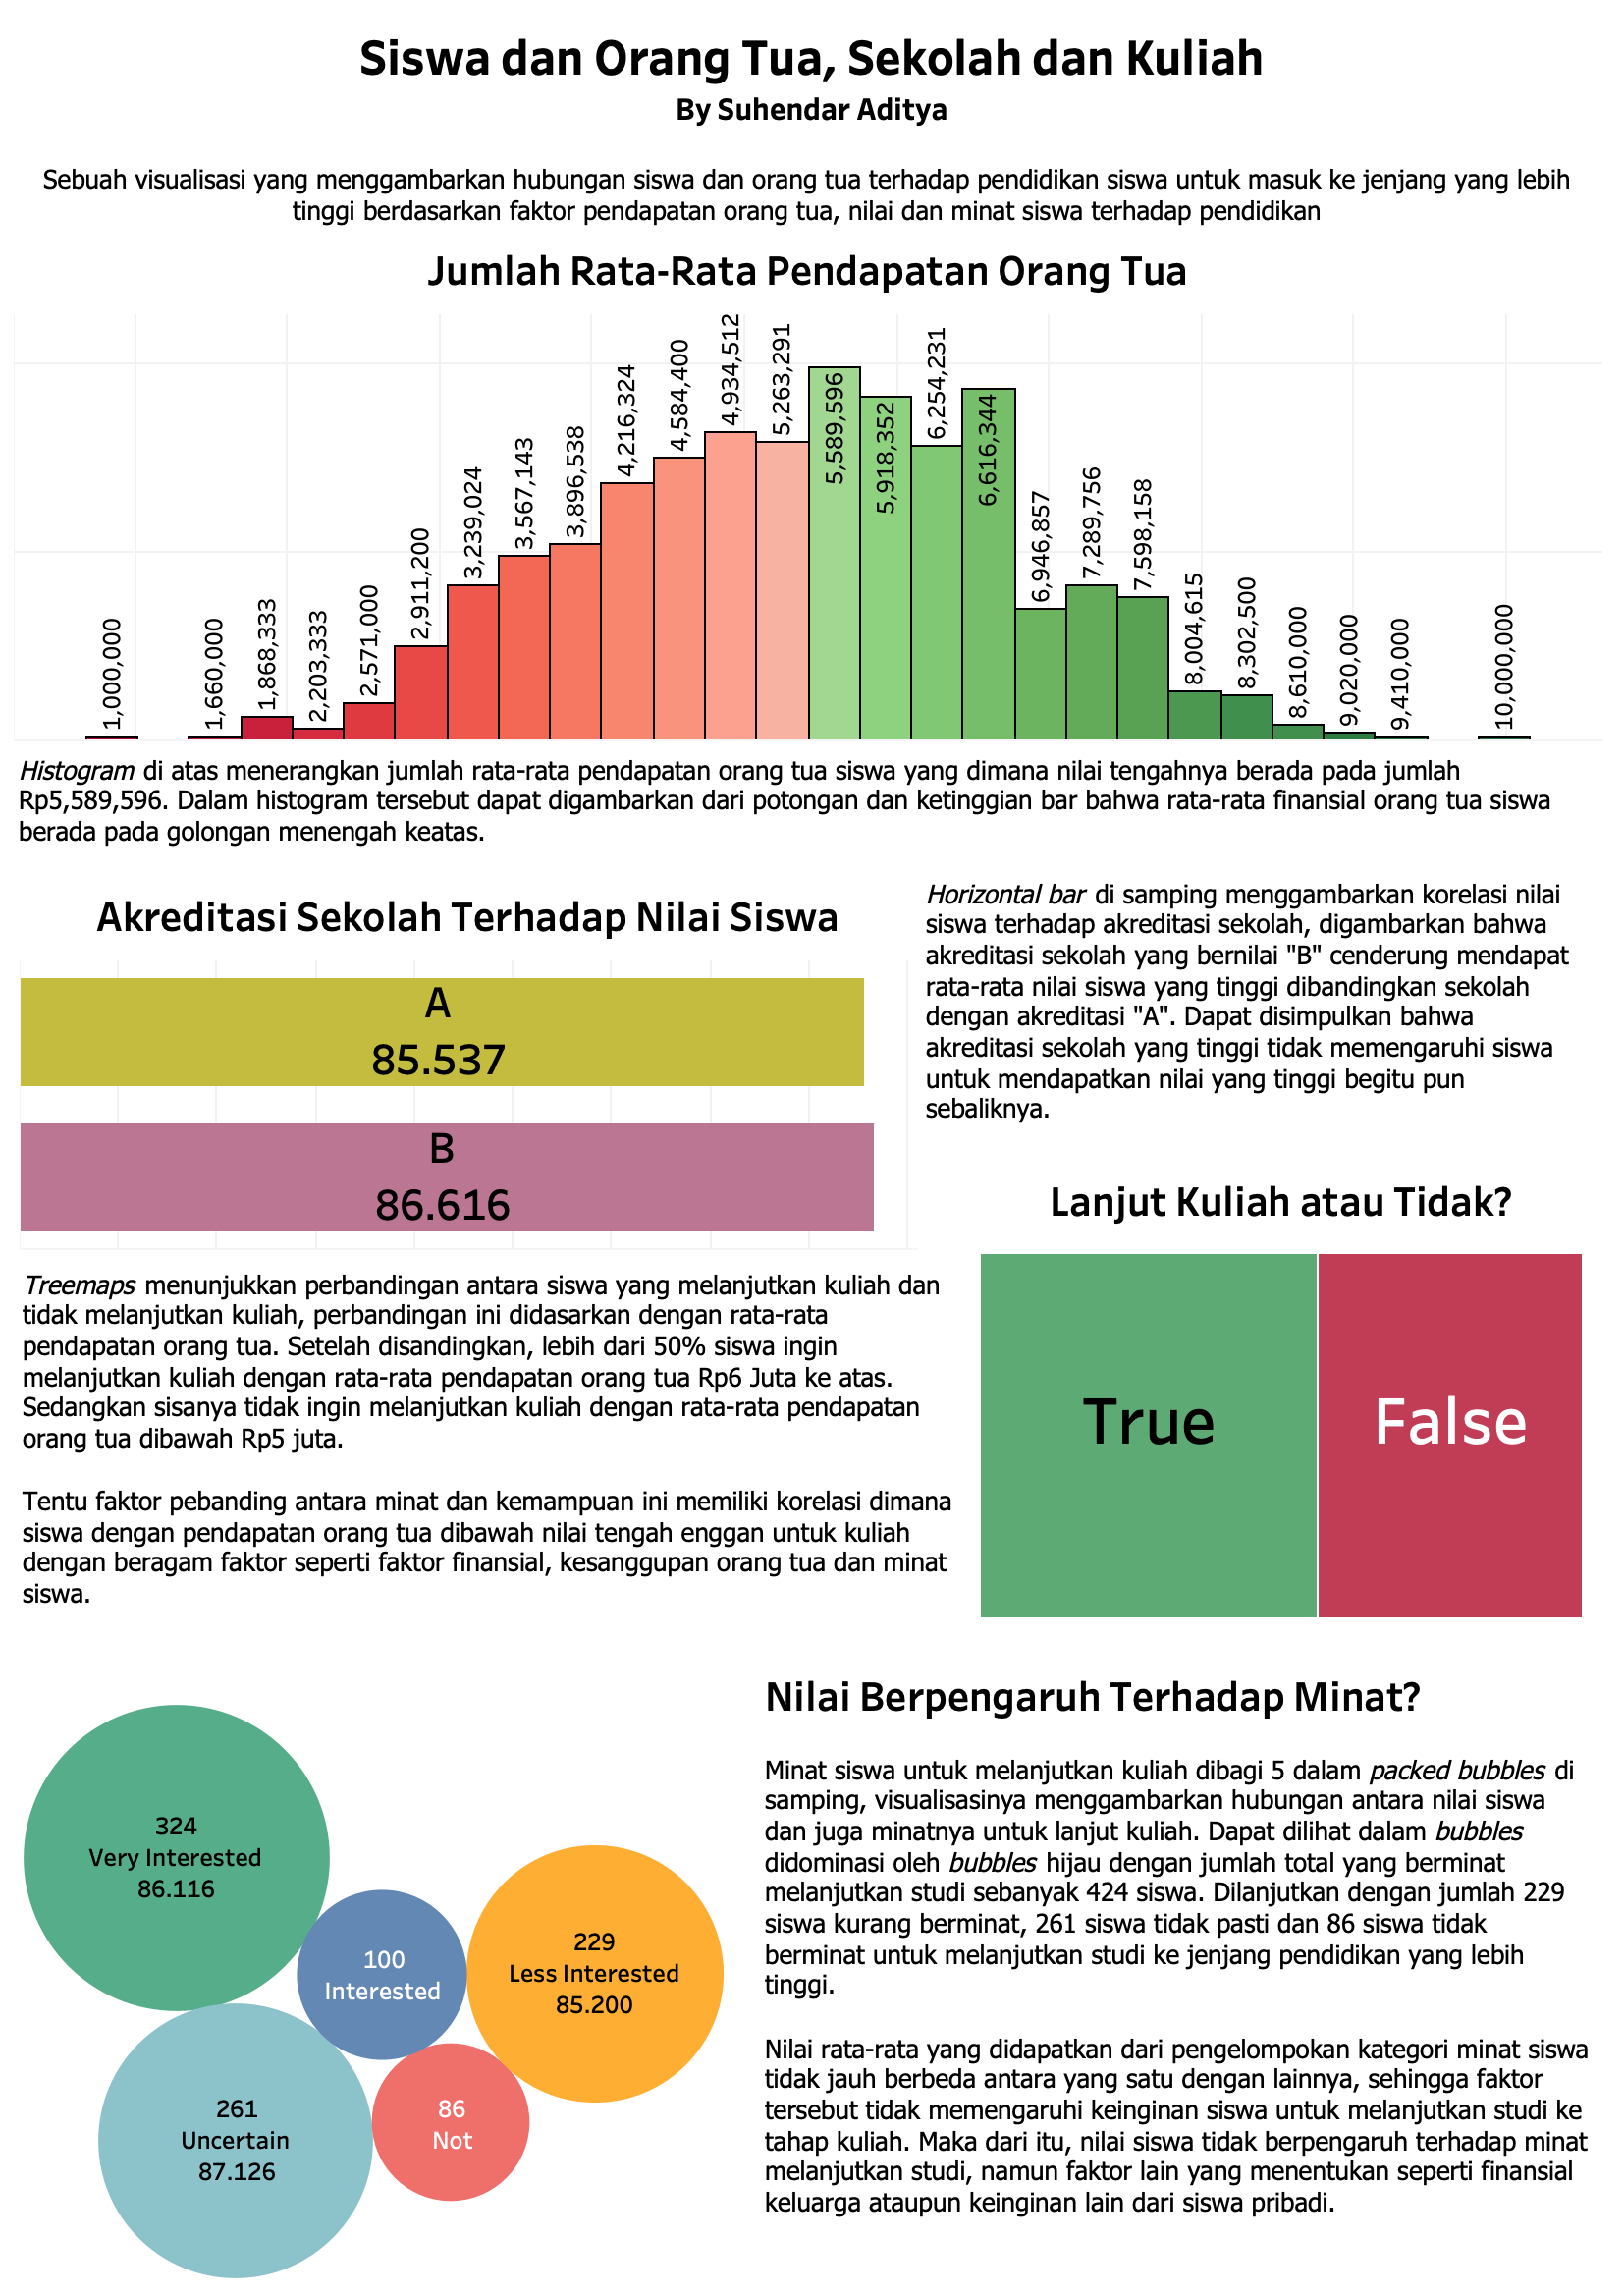 Siswa dan Orang Tua, Sekolah dan Kuliah
By Suhendar Aditya
Sebuah visualisasi yang menggambarkan hubungan siswa dan orang tua terhadap pendidikan siswa untuk masuk ke jenjang yang lebih
tinggi berdasarkan faktor pendapatan orang tua, nilai dan minat siswa terhadap pendidikan
Jumlah Rata-Rata Pendapatan Orang Tua
1,000,000
1,660,000
1,868,333
2,203,333
2,571,000
2,911,200
3,239,024
3,567,143
3,896,538
4,216,324
4,584,400
4,934,512
5,263,291
5,589,596
5,918,352
6,254,231
6,616,344
6,946,857
7,289,756
7,598,158
8,004,615
8,302,500
8,610,000
9,020,000
9,410,000
10,000,000
Histogram di atas menerangkan jumlah rata-rata pendapatan orang tua siswa yang dimana nilai tengahnya berada pada jumlah
Rp5,589,596. Dalam histogram tersebut dapat digambarkan dari potongan dan ketinggian bar bahwa rata-rata finansial orang tua siswa
berada pada golongan menengah keatas.
Akreditasi Sekolah Terhadap Nilai Siswa
A
85.537
B
86.616
Horizontal bar di samping menggambarkan korelasi nilai
siswa terhadap akreditasi sekolah, digambarkan bahwa
akreditasi sekolah yang bernilai "B" cenderung mendapat
rata-rata nilai siswa yang tinggi dibandingkan sekolah
dengan akreditasi "A". Dapat disimpulkan bahwa
akreditasi sekolah yang tinggi tidak memengaruhi siswa
untuk mendapatkan nilai yang tinggi begitu pun
sebaliknya.
Treemaps menunjukkan perbandingan antara siswa yang melanjutkan kuliah dan
tidak melanjutkan kuliah, perbandingan ini didasarkan dengan rata-rata
pendapatan orang tua. Setelah disandingkan, lebih dari 50% siswa ingin
melanjutkan kuliah dengan rata-rata pendapatan orang tua Rp6 Juta ke atas.
Sedangkan sisanya tidak ingin melanjutkan kuliah dengan rata-rata pendapatan
orang tua dibawah Rp5 juta.
Tentu faktor pebanding antara minat dan kemampuan ini memiliki korelasi dimana
siswa dengan pendapatan orang tua dibawah nilai tengah enggan untuk kuliah
dengan beragam faktor seperti faktor finansial, kesanggupan orang tua dan minat
siswa.
Lanjut Kuliah atau Tidak?
True
False
324
Very Interested
86.116
100
Interested
229
Less Interested
85.200
261
Uncertain
87.126
86
Not
Nilai Berpengaruh Terhadap Minat?
Minat siswa untuk melanjutkan kuliah dibagi 5 dalam packed bubbles di
samping, visualisasinya menggambarkan hubungan antara nilai siswa
dan juga minatnya untuk lanjut kuliah. Dapat dilihat dalam bubbles
didominasi oleh bubbles hijau dengan jumlah total yang berminat
melanjutkan studi sebanyak 424 siswa. Dilanjutkan dengan jumlah 229
siswa kurang berminat, 261 siswa tidak pasti dan 86 siswa tidak
berminat untuk melanjutkan studi ke jenjang pendidikan yang lebih
tinggi.
Nilai rata-rata yang didapatkan dari pengelompokan kategori minat siswa
tidak jauh berbeda antara yang satu dengan lainnya, sehingga faktor
tersebut tidak memengaruhi keinginan siswa untuk melanjutkan studi ke
tahap kuliah. Maka dari itu, nilai siswa tidak berpengaruh terhadap minat
melanjutkan studi, namun faktor lain yang menentukan seperti finansial
keluarga ataupun keinginan lain dari siswa pribadi.